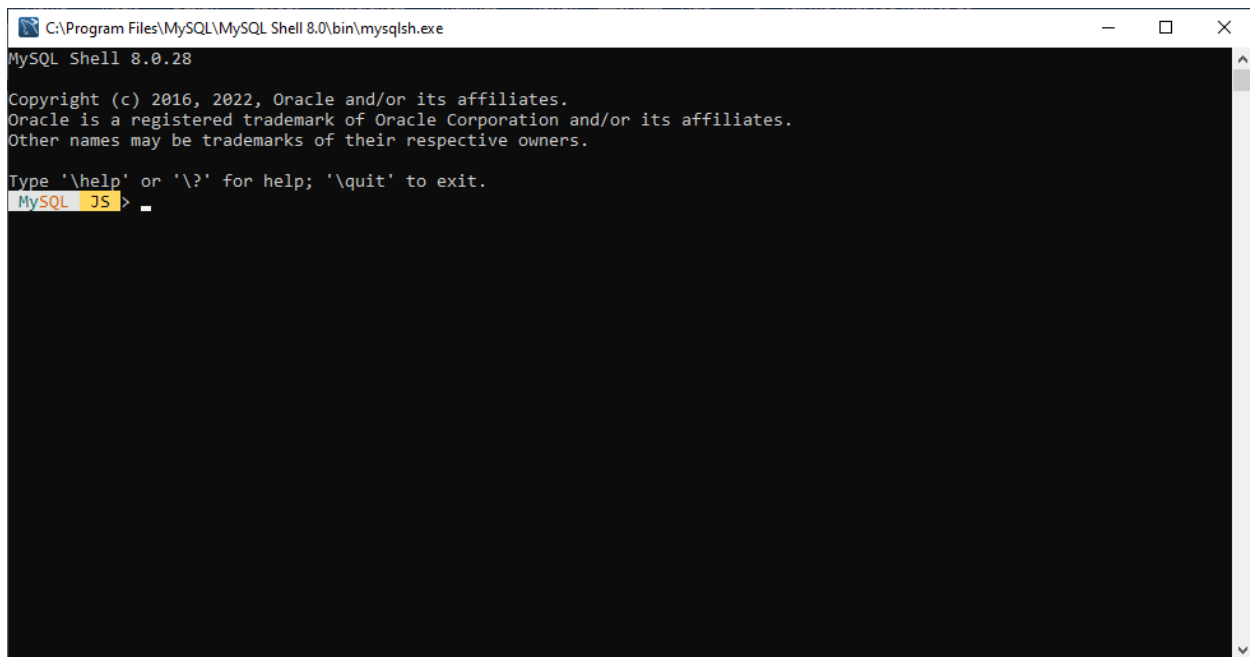 C:\Program Files\MySQL\MySQL Shell 8.0\bin\mysqlsh.exe
MySQL Shell 8.0.28
Copyright (c) 2016, 2022, Oracle and/or its affiliates.
Oracle is a registered trademark of Oracle Corporation and/or its affiliates.
Other names may be trademarks of their respective owners.
Type '\help' or '\?' for help; '\quit' to exit.
MySQL JS > _